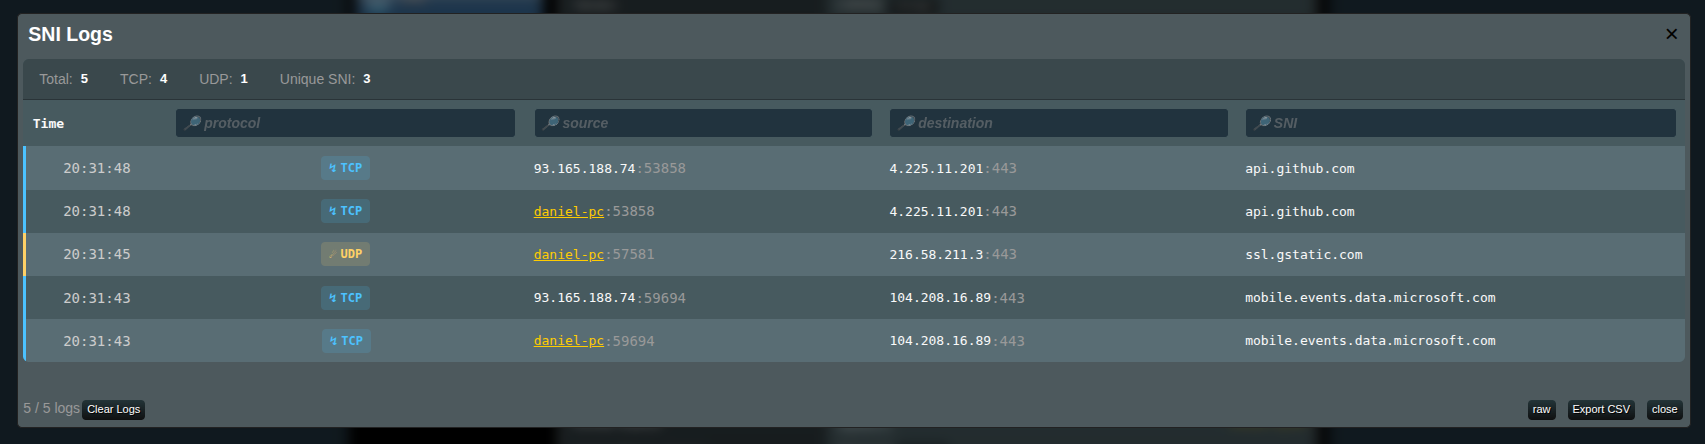 SNI Logs ✕
Total: 5 TCP: 4 UDP: 1 Unique SNI: 3
Time 🔎 protocol 🔎 source 🔎 destination 🔎 SNI
20:31:48 ↯ TCP 93.165.188.74:53858 4.225.11.201:443 api.github.com
20:31:48 ↯ TCP daniel-pc:53858 4.225.11.201:443 api.github.com
20:31:45 UDP daniel-pc:57581 216.58.211.3:443 ssl.gstatic.com
20:31:43 ↯ TCP 93.165.188.74:59694 104.208.16.89:443 mobile.events.data.microsoft.com
20:31:43 ↯ TCP daniel-pc:59694 104.208.16.89:443 mobile.events.data.microsoft.com
5 / 5 logs Clear Logs raw Export CSV close